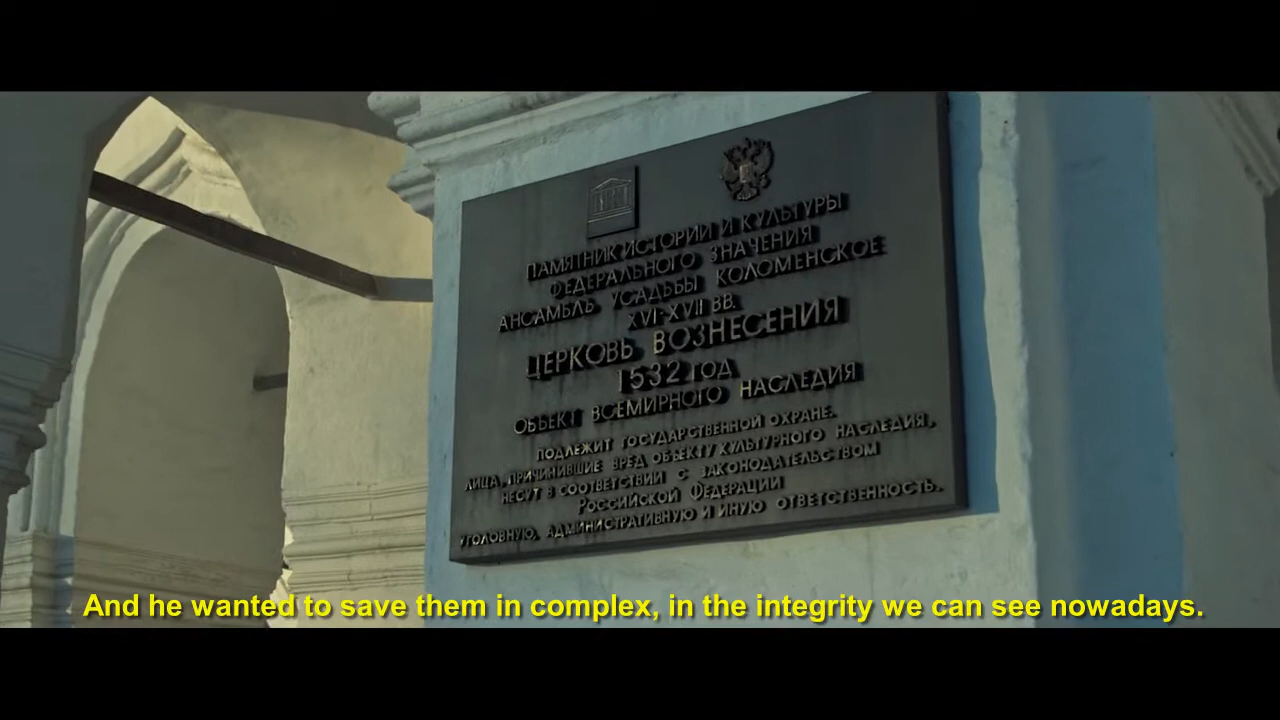 ПАМЯТНИК ИСТОРИИ И КУЛЬТУРЫ
ФЕДЕРАЛЬНОГО ЗНАЧЕНИЯ
АНСАМБЛЬ УСАДЬБЫ КОЛОМЕНСКОЕ
XVI-XVII ВВ.
ЦЕРКОВЬ ВОЗНЕСЕНИЯ
1532 ГОД
ОБЪЕКТ ВСЕМИРНОГО НАСЛЕДИЯ
ПОДЛЕЖИТ ГОСУДАРСТВЕННОЙ ОХРАНЕ.
ЛИЦА, ПРИЧИНИВШИЕ ВРЕД ОБЪЕКТУ КУЛЬТУРНОГО НАСЛЕДИЯ,
НЕСУТ В СООТВЕТСТВИИ С ЗАКОНОДАТЕЛЬСТВОМ
РОССИЙСКОЙ ФЕДЕРАЦИИ
УГОЛОВНУЮ, АДМИНИСТРАТИВНУЮ И ИНУЮ ОТВЕТСТВЕННОСТЬ.
And he wanted to save them in complex, in the integrity we can see nowadays.